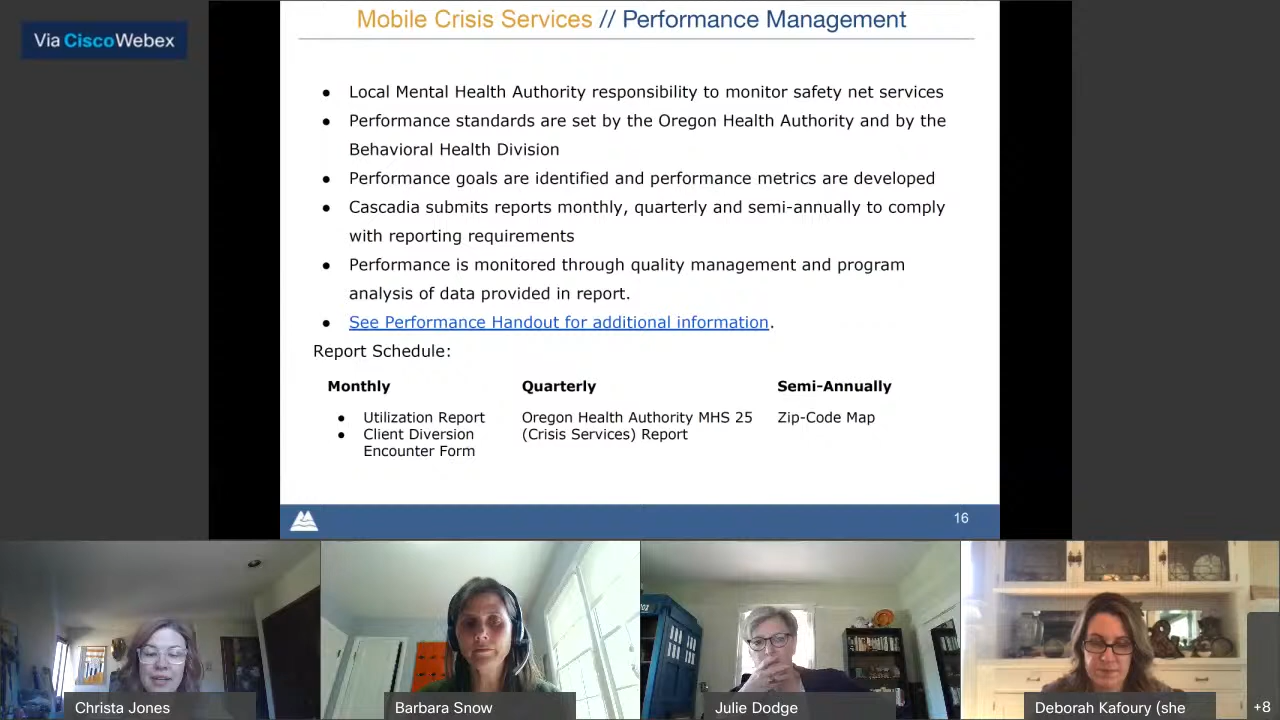 Via Cisco Webex
Mobile Crisis Services // Performance Management
● Local Mental Health Authority responsibility to monitor safety net services
● Performance standards are set by the Oregon Health Authority and by the
Behavioral Health Division
● Performance goals are identified and performance metrics are developed
● Cascadia submits reports monthly, quarterly and semi-annually to comply
with reporting requirements
● Performance is monitored through quality management and program
analysis of data provided in report.
● See Performance Handout for additional information.
Report Schedule:
Monthly Quarterly Semi-Annually
● Utilization Report Oregon Health Authority MHS 25 Zip-Code Map
● Client Diversion (Crisis Services) Report
Encounter Form
16
Christa Jones
Barbara Snow
Julie Dodge
Deborah Kafoury (she
+8